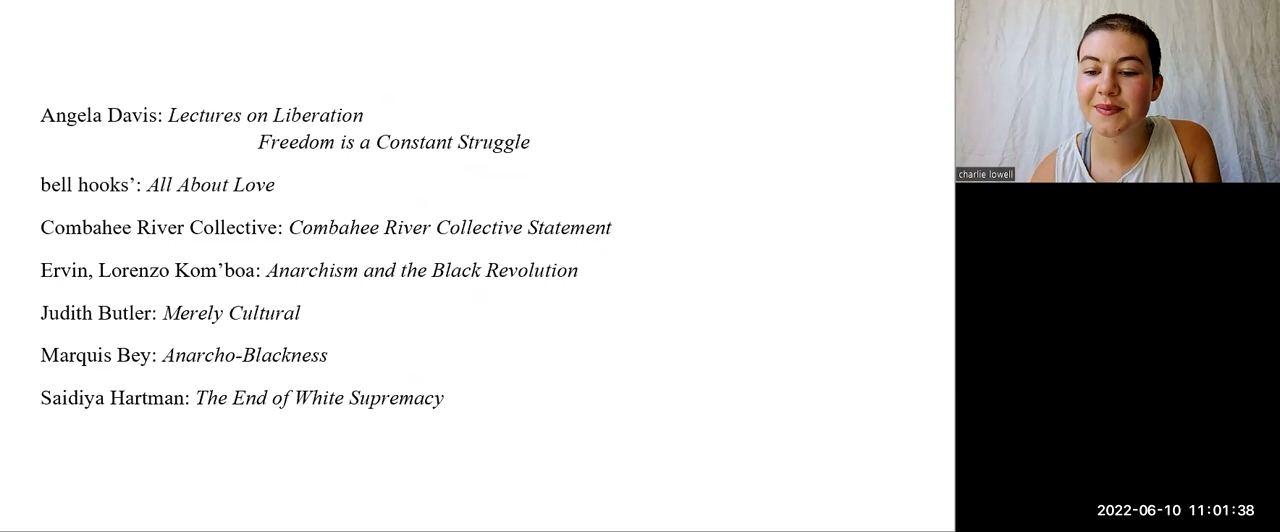 Angela Davis: Lectures on Liberation
Freedom is a Constant Struggle
bell hooks’: All About Love
Combahee River Collective: Combahee River Collective Statement
Ervin, Lorenzo Kom’boa: Anarchism and the Black Revolution
Judith Butler: Merely Cultural
Marquis Bey: Anarcho-Blackness
Saidiya Hartman: The End of White Supremacy
charlie lowell
2022-06-10 11:01:38